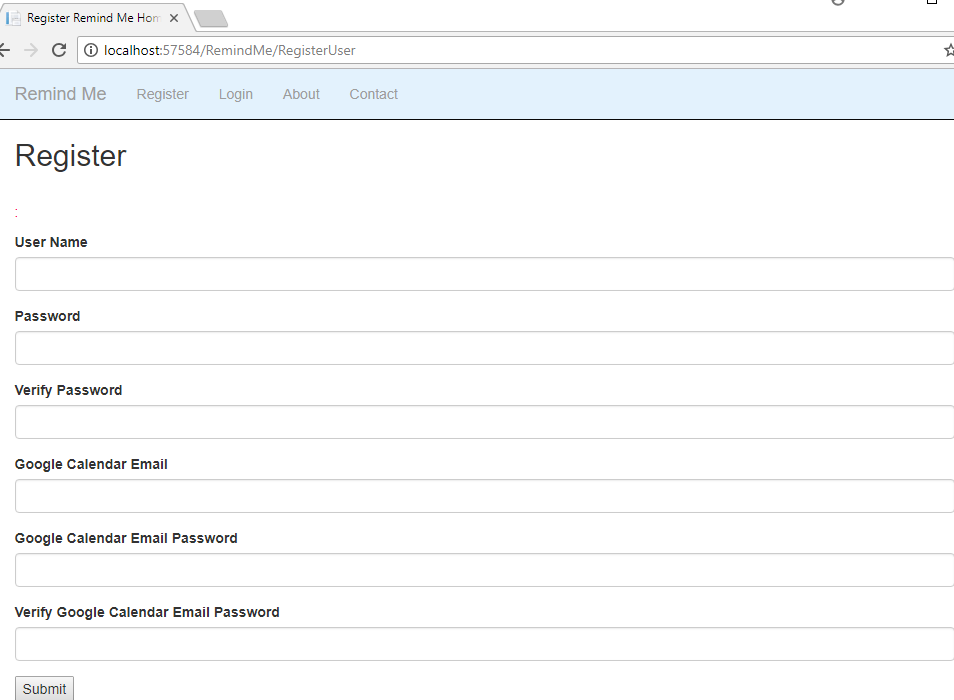 Register Remind Me Hom
localhost:57584/RemindMe/RegisterUser
Remind Me Register Login About Contact
Register
:
User Name
Password
Verify Password
Google Calendar Email
Google Calendar Email Password
Verify Google Calendar Email Password
Submit